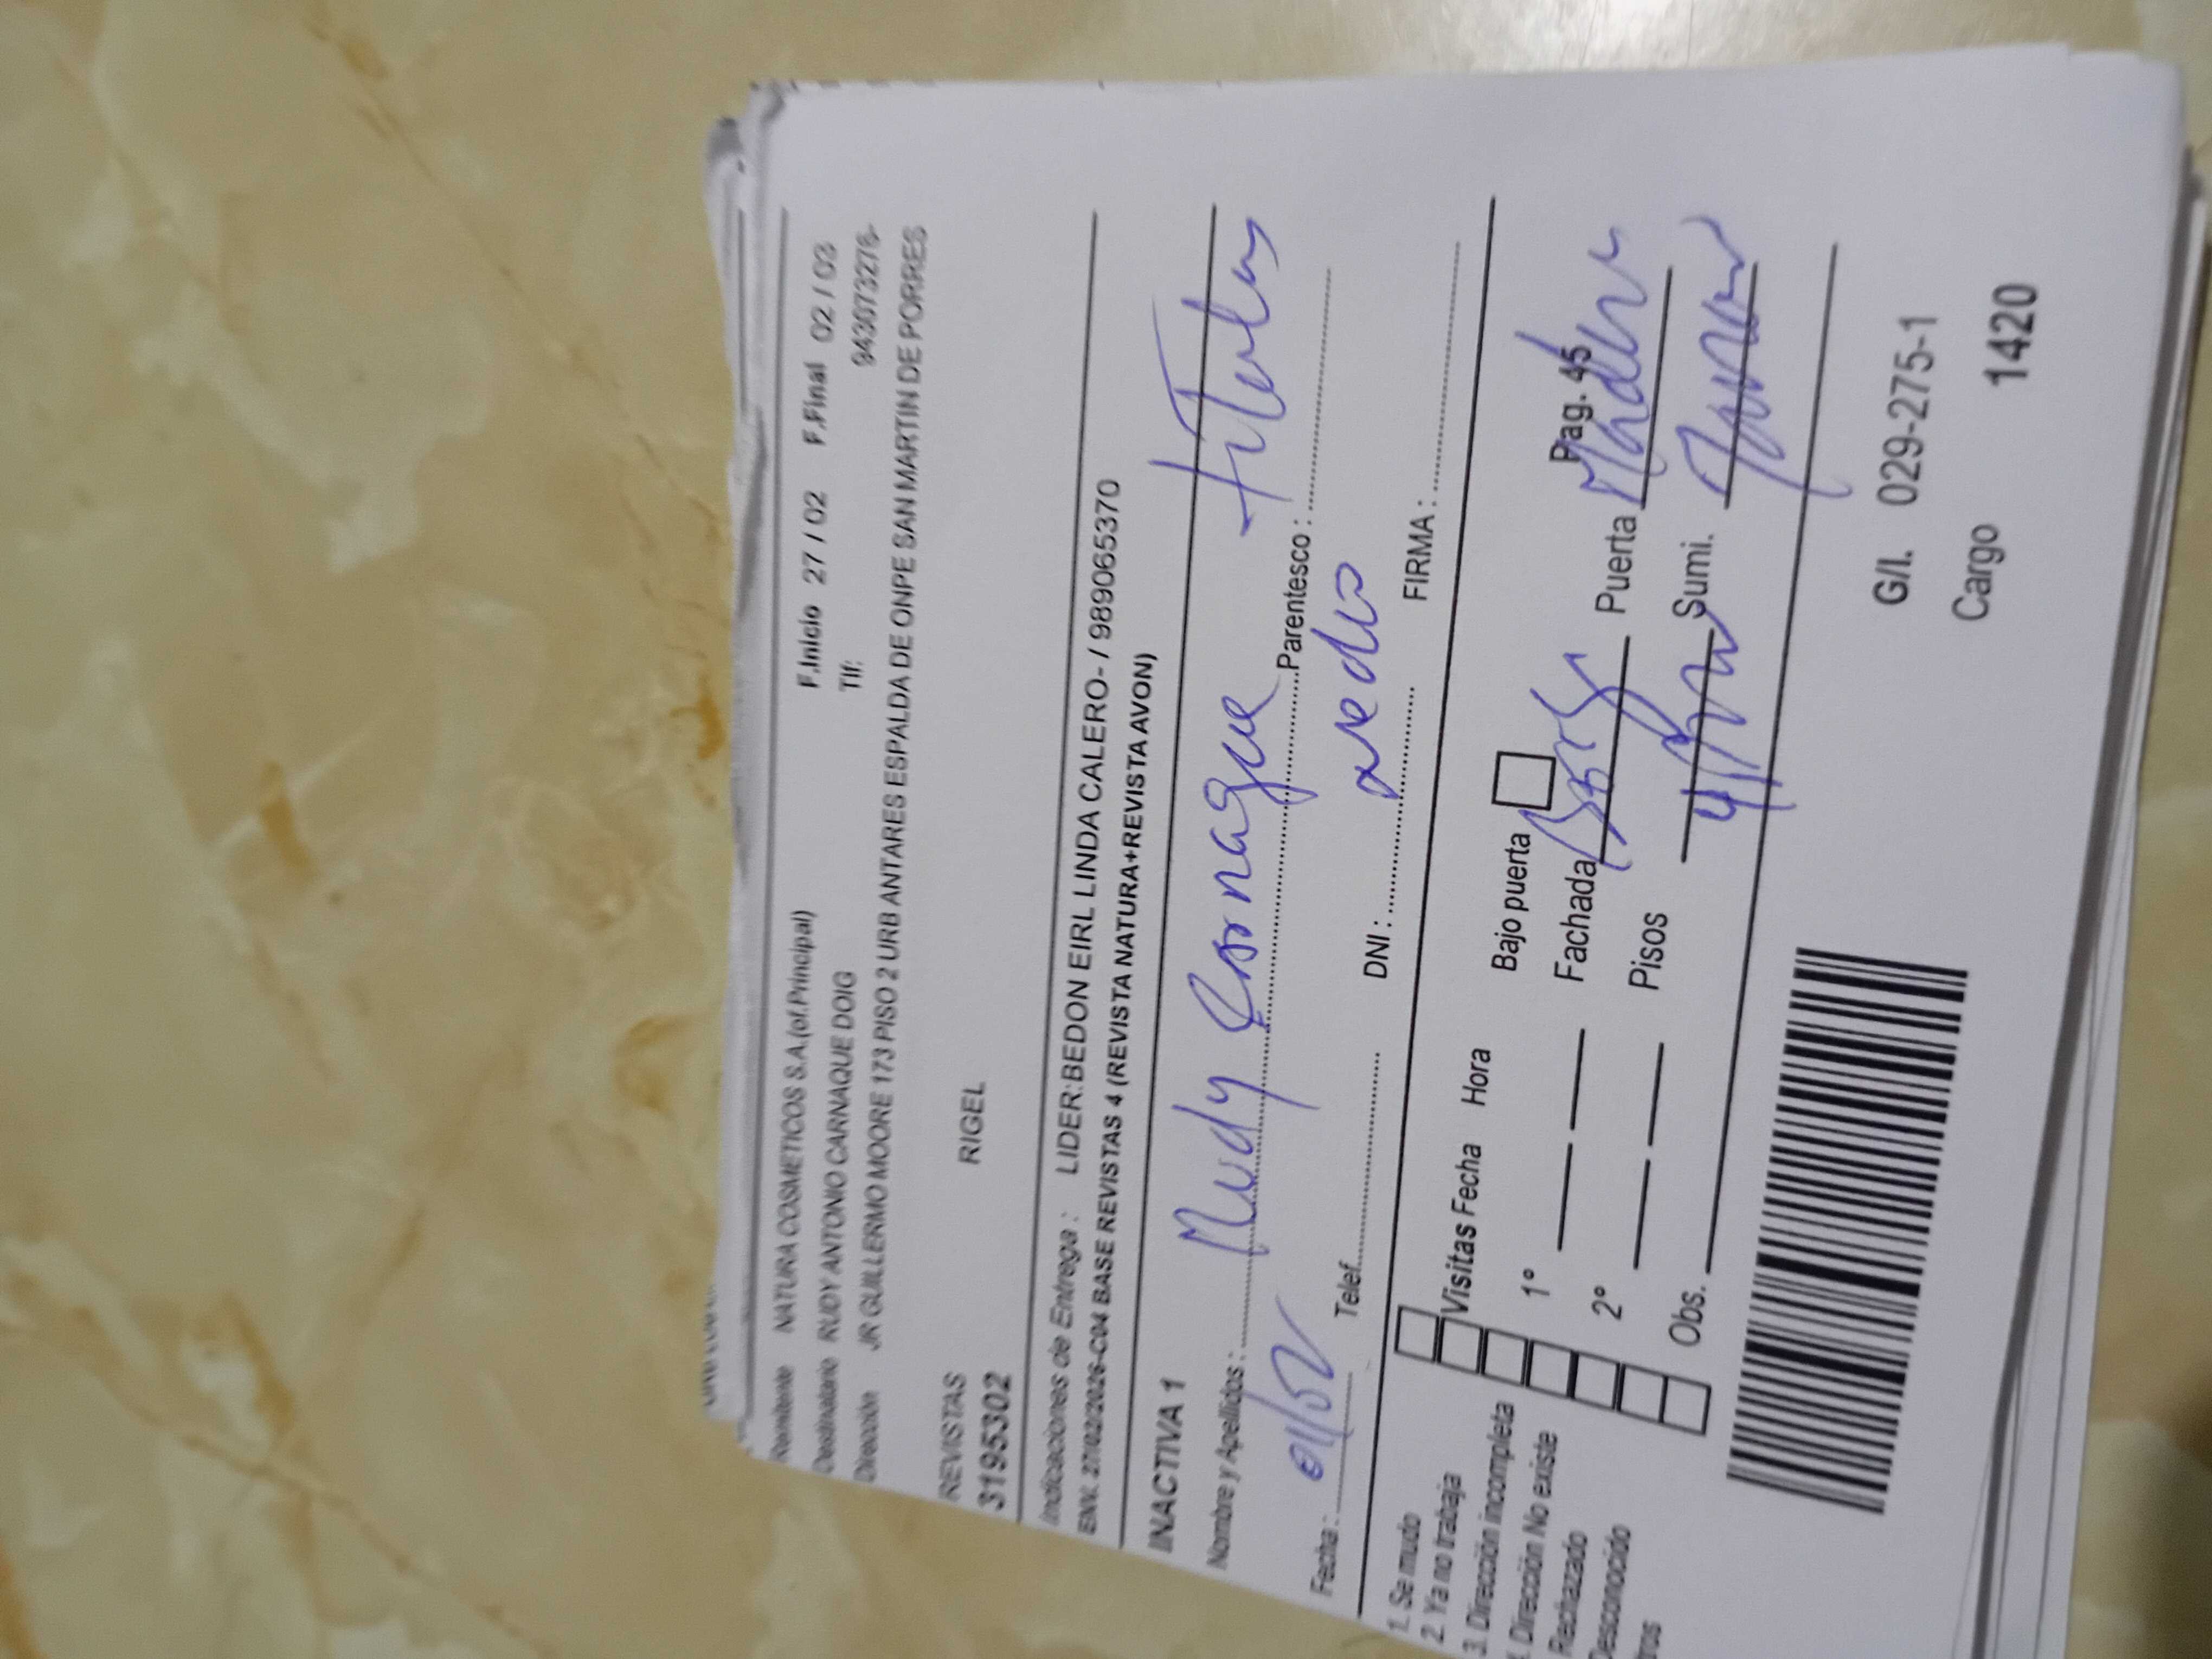 Remitente NATURA COSMETICOS S.A.(of.Principal) F.Inicio 27 / 02 F.Final 02 / 03
Destinatario RUDY ANTONIO CARNAQUE DOIG Tlf: 943073276-
Dirección JR GUILLERMO MOORE 173 PISO 2 URB ANTARES ESPALDA DE ONPE SAN MARTIN DE PORRES
REVISTAS RIGEL
3195302
Indicaciones de Entrega : LIDER:BEDON EIRL LINDA CALERO- / 989065370
ENV. 27/02/2026-C04 BASE REVISTAS 4 (REVISTA NATURA+REVISTA AVON)
INACTIVA 1
Nombre y Apellidos : Parentesco :
Fecha : Telef. DNI : FIRMA :
1. Se mudo
2. Ya no trabaja
3. Dirección incompleta
Dirección No existe
Rechazado
Desconocido
Visitas Fecha Hora Bajo puerta Pag. 45
1° Fachada Puerta
2° Pisos Sumi.
Obs.
G/I. 029-275-1
Cargo 1420